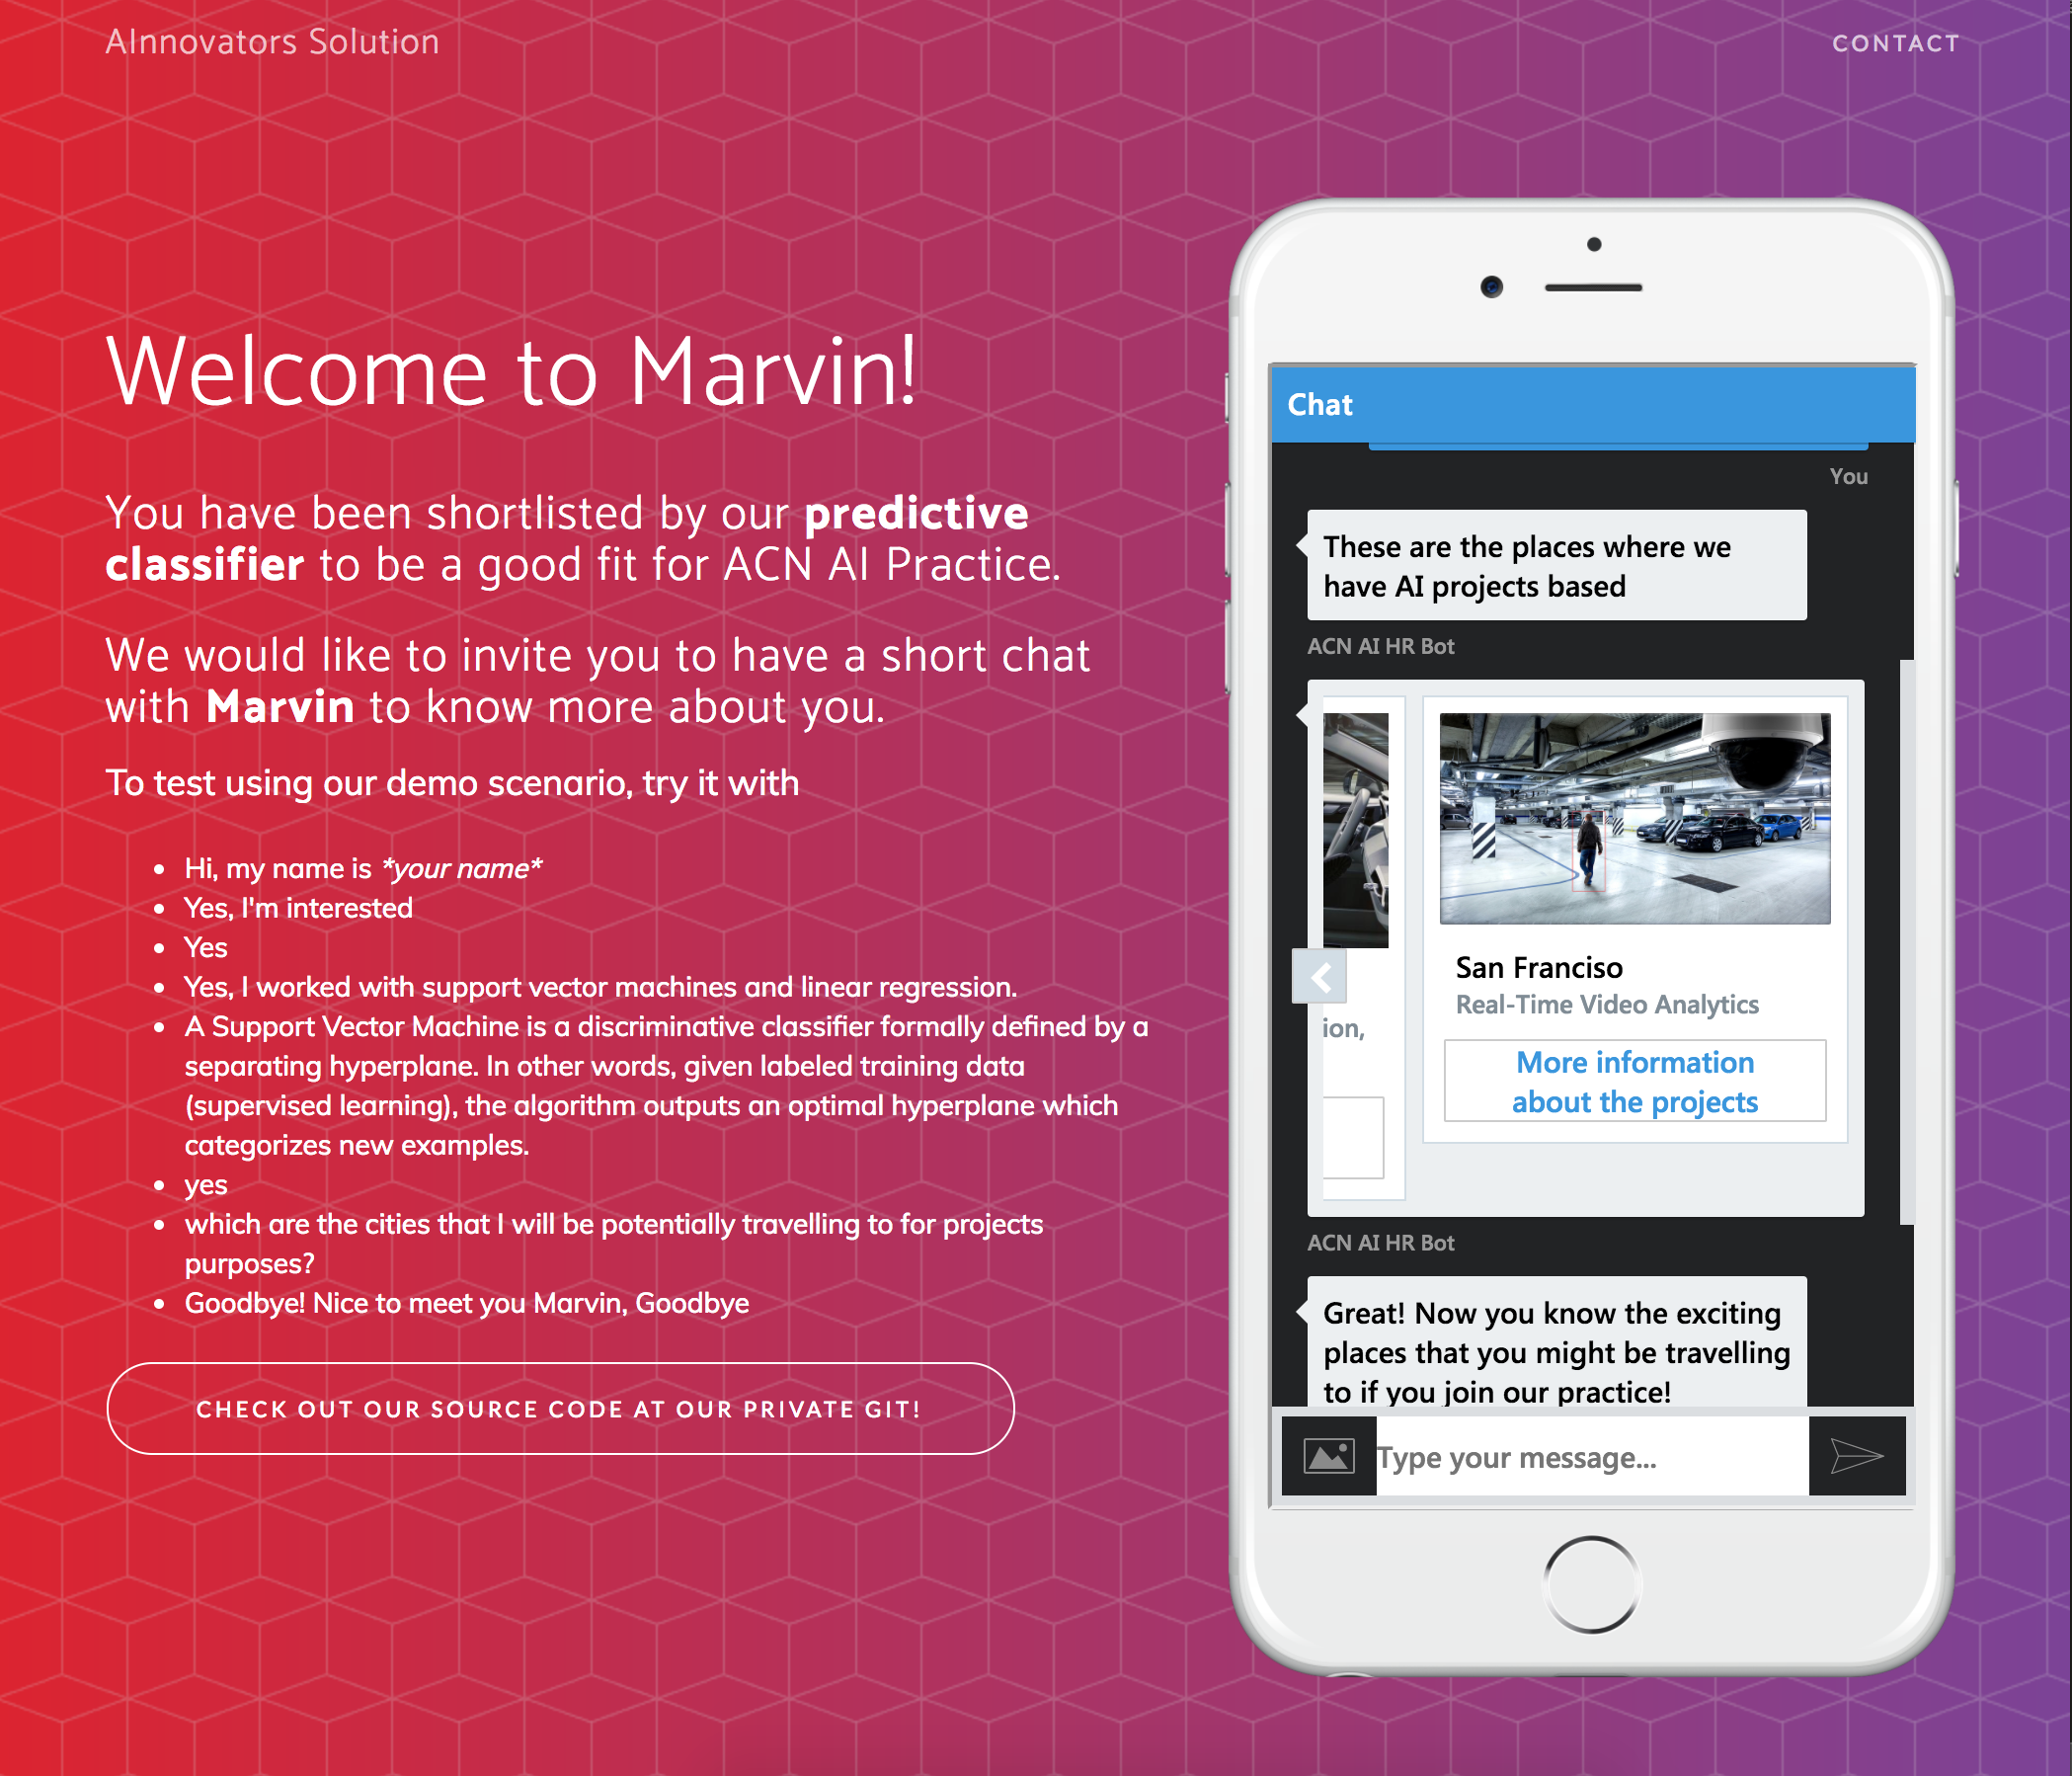 AInnovators Solution
CONTACT
Welcome to Marvin!
You have been shortlisted by our predictive
classifier to be a good fit for ACN AI Practice.
We would like to invite you to have a short chat
with Marvin to know more about you.
To test using our demo scenario, try it with
• Hi, my name is *your name*
• Yes, I'm interested
• Yes
• Yes, I worked with support vector machines and linear regression.
• A Support Vector Machine is a discriminative classifier formally defined by a
separating hyperplane. In other words, given labeled training data
(supervised learning), the algorithm outputs an optimal hyperplane which
categorizes new examples.
• yes
• which are the cities that I will be potentially travelling to for projects
purposes?
• Goodbye! Nice to meet you Marvin, Goodbye
CHECK OUT OUR SOURCE CODE AT OUR PRIVATE GIT!
Chat
You
These are the places where we
have AI projects based
ACN AI HR Bot
ion,
San Franciso
Real-Time Video Analytics
More information
about the projects
ACN AI HR Bot
Great! Now you know the exciting
places that you might be travelling
to if you join our practice!
Type your message...